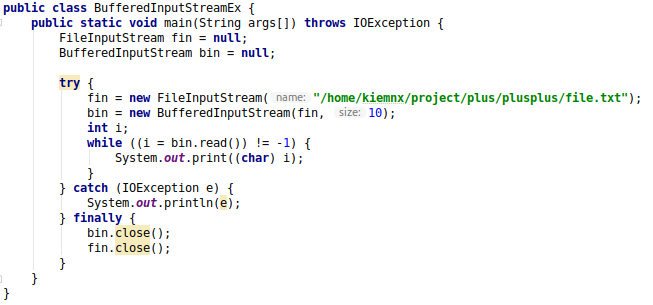 public class BufferedInputStreamEx {
    public static void main(String args[]) throws IOException {
        FileInputStream fin = null;
        BufferedInputStream bin = null;

        try {
            fin = new FileInputStream( name: "/home/kiemnx/project/plus/plusplus/file.txt");
            bin = new BufferedInputStream(fin, size: 10);
            int i;
            while ((i = bin.read()) != -1) {
                System.out.print((char) i);
            }
        } catch (IOException e) {
            System.out.println(e);
        } finally {
            bin.close();
            fin.close();
        }
    }
}